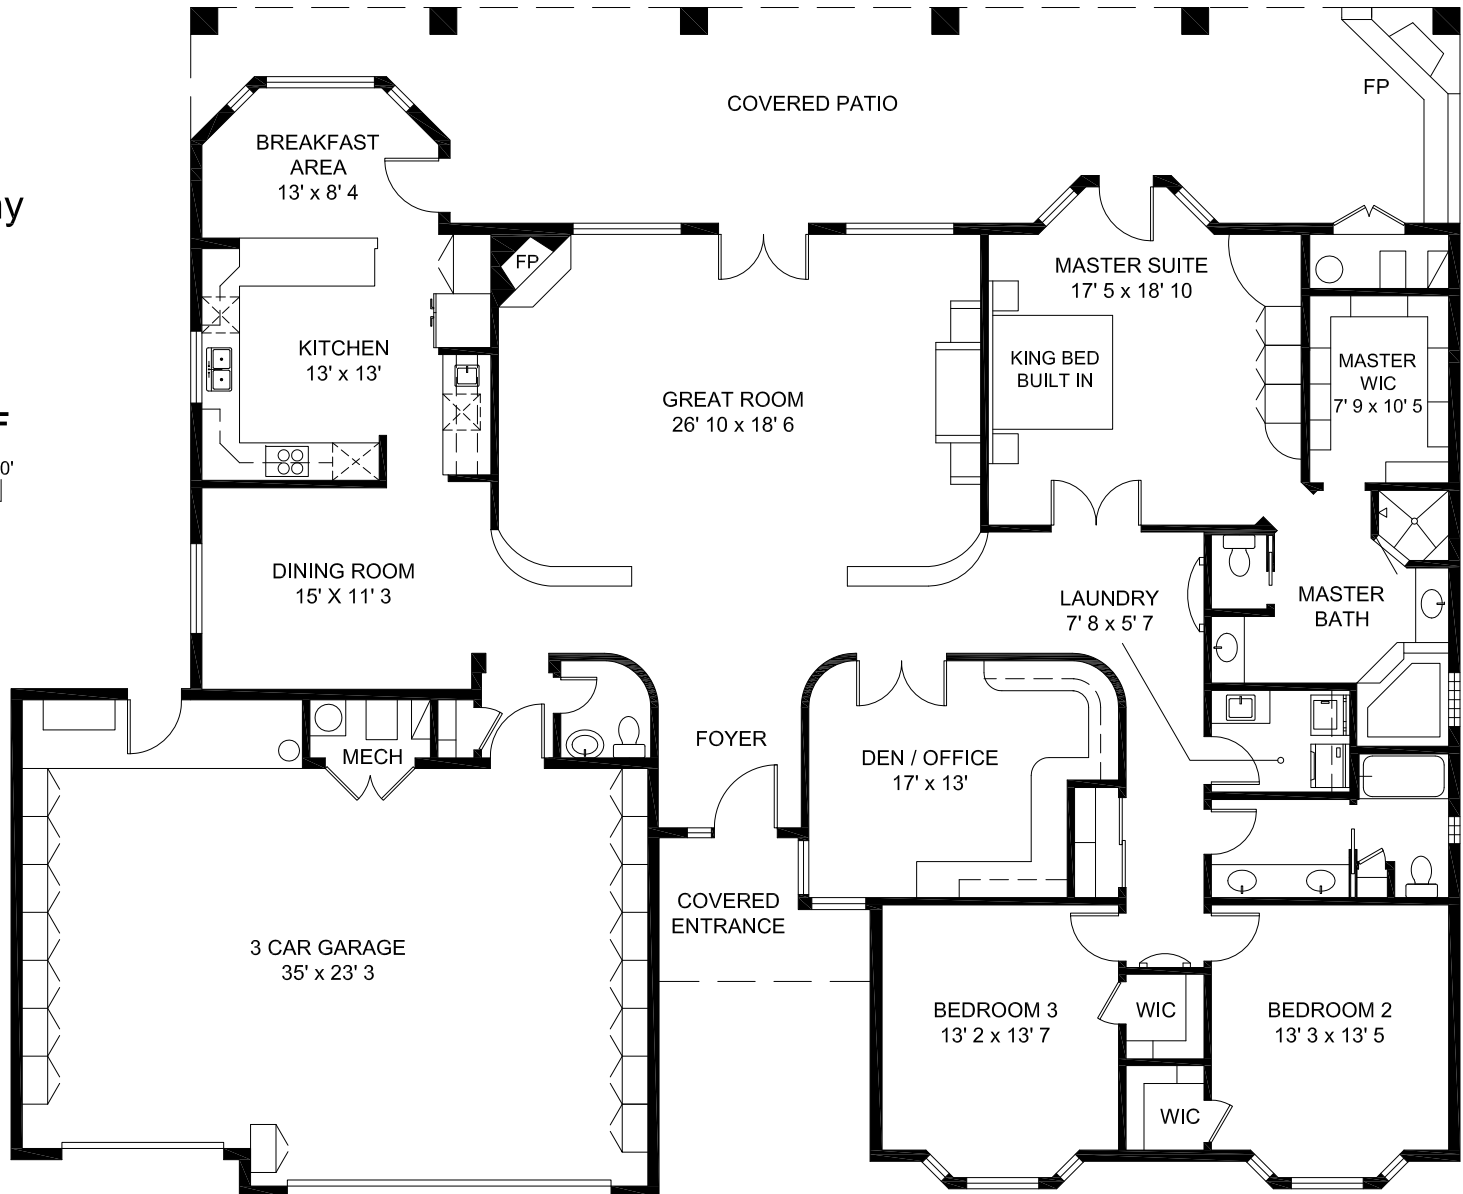 COVERED PATIO
FP
BREAKFAST
AREA
13' x 8' 4
FP
MASTER SUITE
17' 5 x 18' 10
KITCHEN
13' x 13'
KING BED
BUILT IN
MASTER
WIC
7' 9 x 10' 5
GREAT ROOM
26' 10 x 18' 6
0'
DINING ROOM
15' X 11' 3
LAUNDRY
7' 8 x 5' 7
MASTER
BATH
MECH
FOYER
DEN / OFFICE
17' x 13'
COVERED
ENTRANCE
3 CAR GARAGE
35' x 23' 3
BEDROOM 3
13' 2 x 13' 7
WIC
BEDROOM 2
13' 3 x 13' 5
WIC